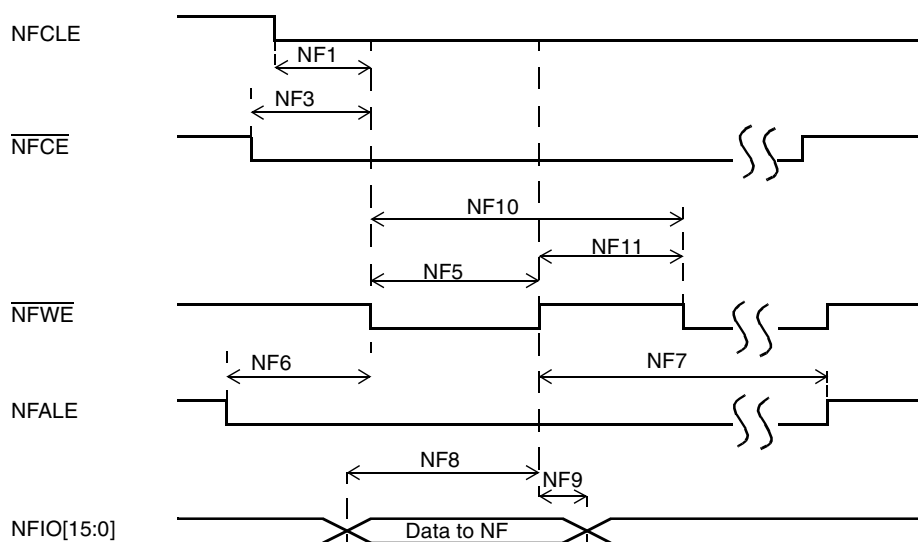 NFCLE
NF1
NF3
NFCE
NF10
NF11
NF5
NFWE
NF6
NF7
NFALE
NF8
NF9
NFIO[15:0]
Data to NF